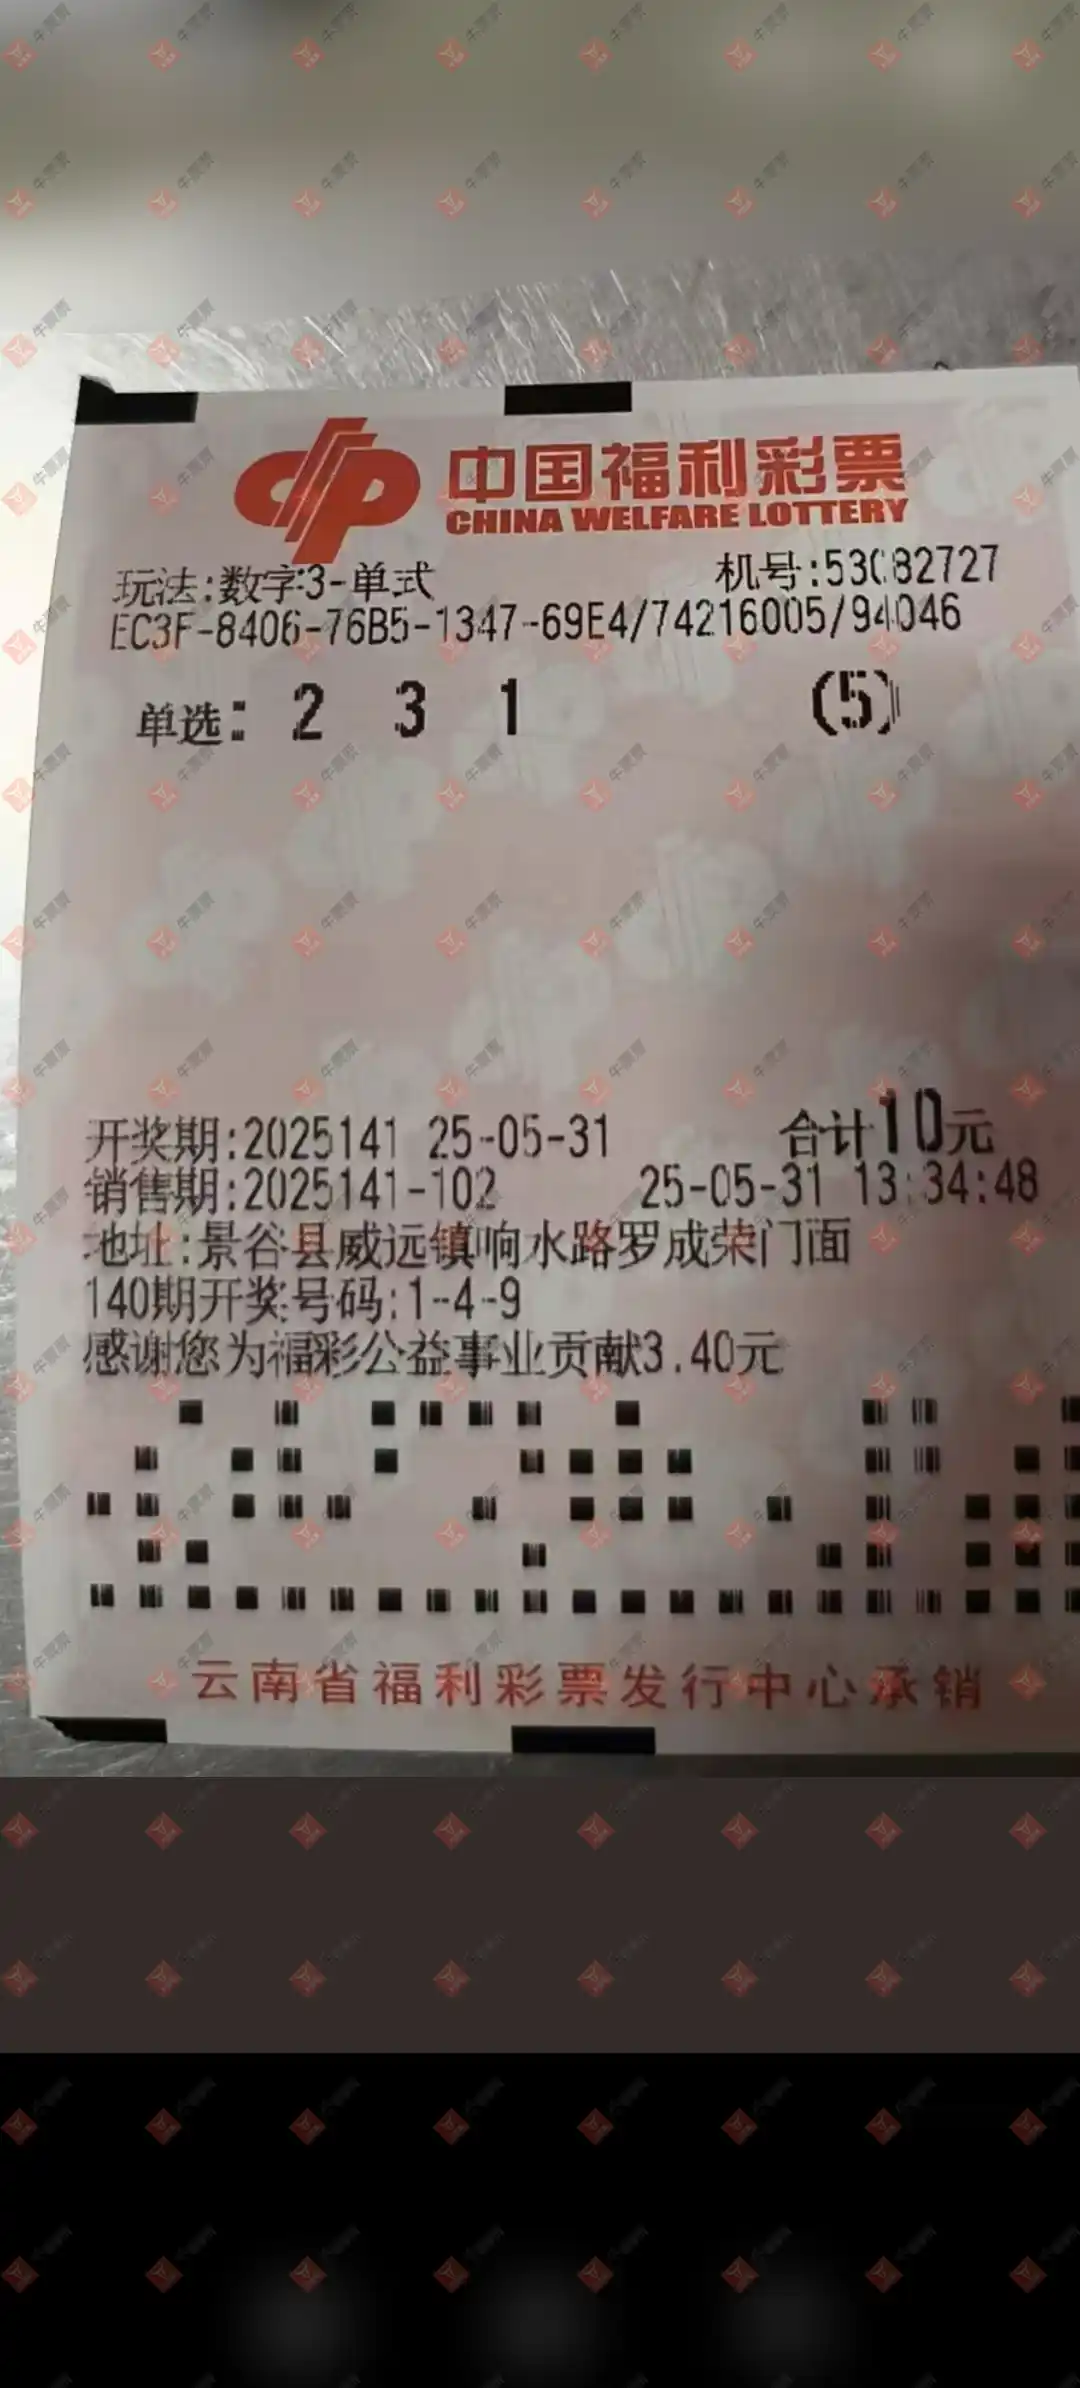 中国福利彩票
CHINA WELFARE LOTTERY
玩法:数字3-单式 机号:53082727
EC3F-8406-76B5-1347-69E4/74216005/94046
单选: 2 3 1 (5)
开奖期:2025141 25-05-31 合计10元
销售期:2025141-102 25-05-31 13:34:48
地址:景谷县威远镇响水路罗成荣门面
140期开奖号码:1-4-9
感谢您为福彩公益事业贡献3.40元
云南省福利彩票发行中心承销